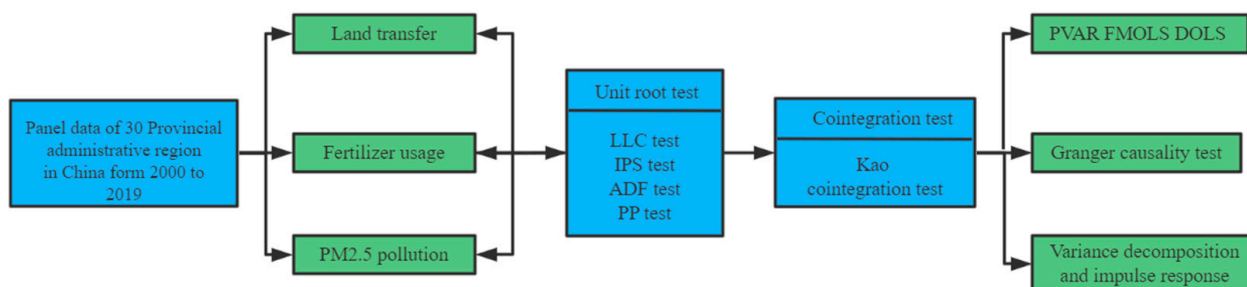 Land transfer
PVAR FMOLS DOLS
Unit root test
Panel data of 30 Provincial
administrative region
in China form 2000 to
2019
Fertilizer usage
LLC test
IPS test
ADF test
PP test
Cointegration test
Kao
cointegration test
Granger causality test
PM2.5 pollution
Variance decomposition
and impulse response